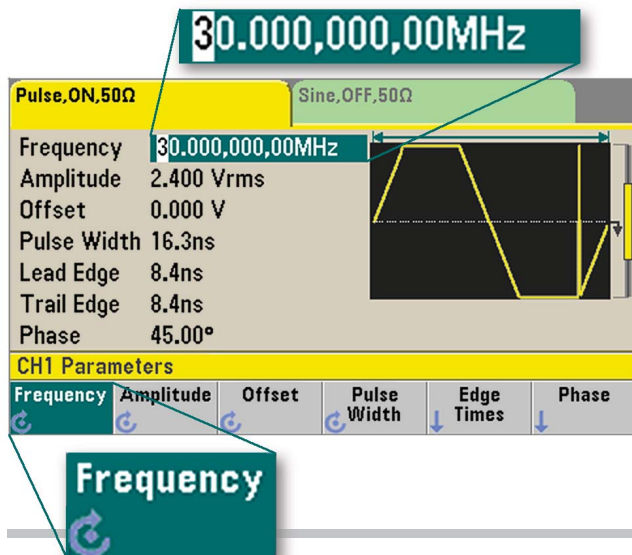 30.000,000,00MHz
Pulse,ON,50Ω
Sine,OFF,50Ω
Frequency 30.000,000,00MHz
Amplitude 2.400 Vrms
Offset 0.000 V
Pulse Width 16.3ns
Lead Edge 8.4ns
Trail Edge 8.4ns
Phase 45.00°
CH1 Parameters
Frequency
Amplitude
Offset
Pulse
Width
Edge
Times
Phase
Frequency